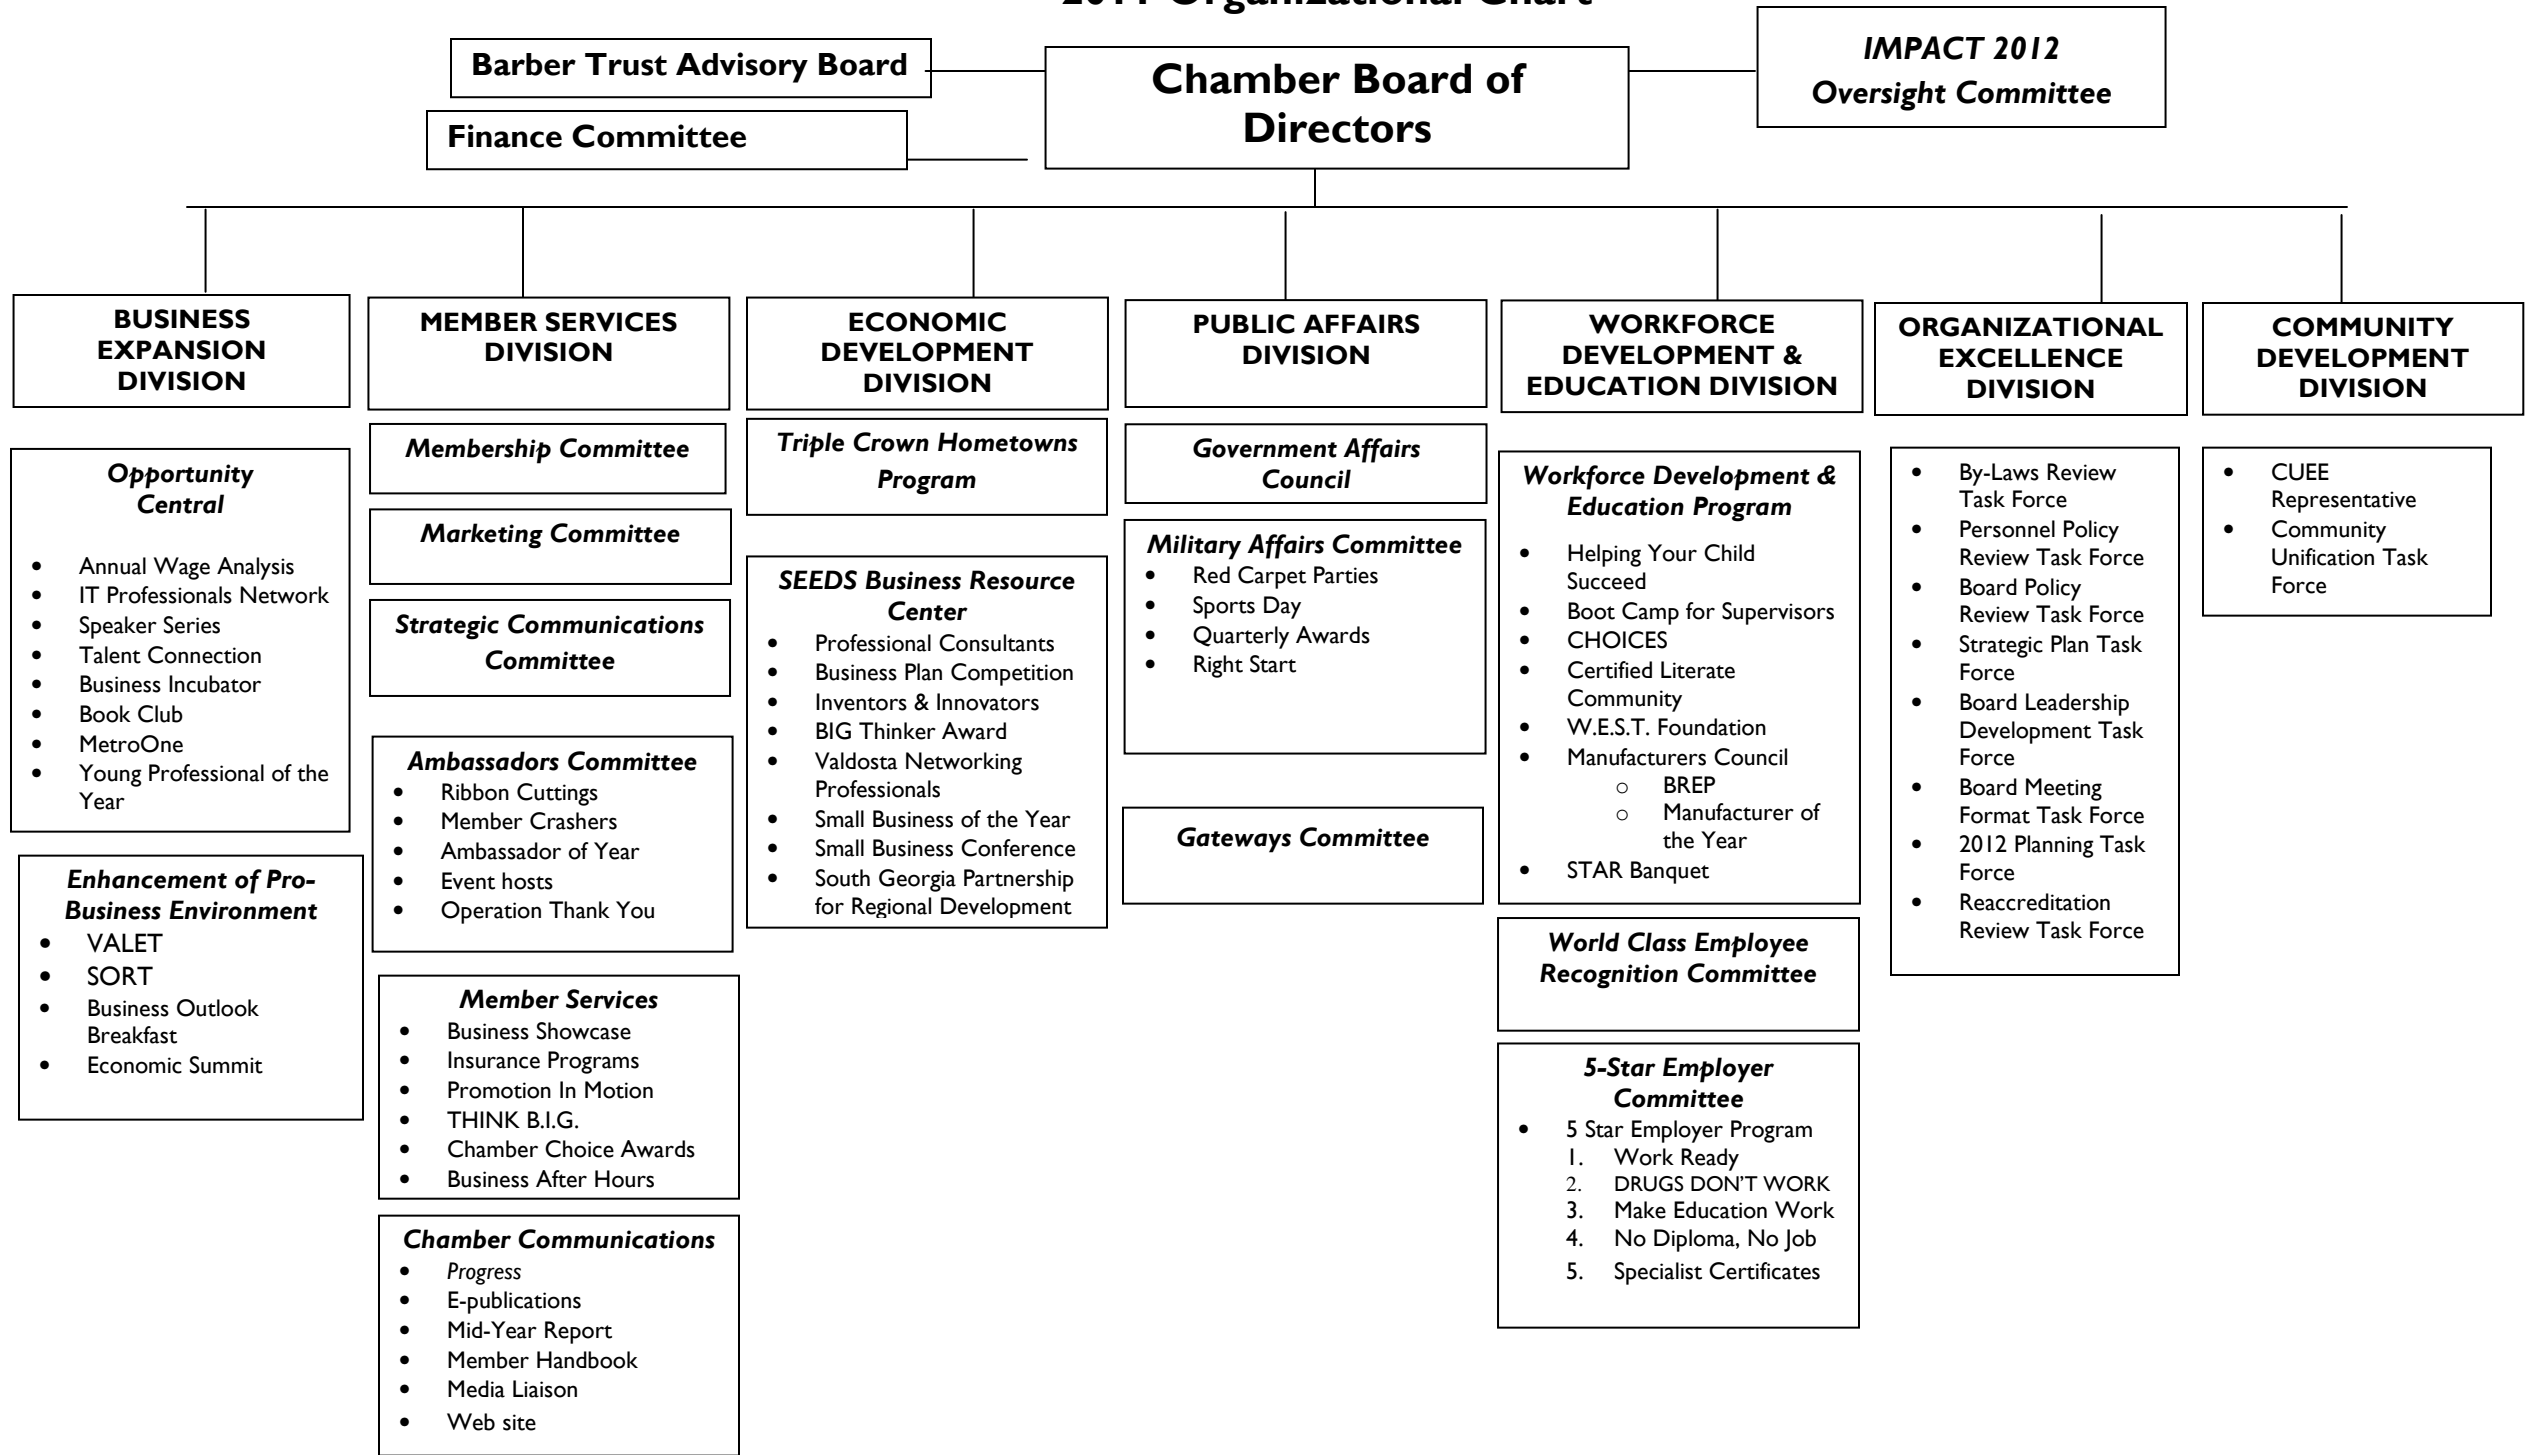 2011 Organizational Chart
Barber Trust Advisory Board
Finance Committee
Chamber Board of
Directors
IMPACT 2012
Oversight Committee
BUSINESS
EXPANSION
DIVISION
Opportunity
Central
• Annual Wage Analysis
• IT Professionals Network
• Speaker Series
• Talent Connection
• Business Incubator
• Book Club
• MetroOne
• Young Professional of the
Year
Enhancement of Pro-
Business Environment
• VALET
• SORT
• Business Outlook
Breakfast
• Economic Summit
MEMBER SERVICES
DIVISION
Membership Committee
Marketing Committee
Strategic Communications
Committee
Ambassadors Committee
• Ribbon Cuttings
• Member Crashers
• Ambassador of Year
• Event hosts
• Operation Thank You
Member Services
• Business Showcase
• Insurance Programs
• Promotion In Motion
• THINK B.I.G.
• Chamber Choice Awards
• Business After Hours
Chamber Communications
• Progress
• E-publications
• Mid-Year Report
• Member Handbook
• Media Liaison
• Web site
ECONOMIC
DEVELOPMENT
DIVISION
Triple Crown Hometowns
Program
SEEDS Business Resource
Center
• Professional Consultants
• Business Plan Competition
• Inventors & Innovators
• BIG Thinker Award
• Valdosta Networking
Professionals
• Small Business of the Year
• Small Business Conference
• South Georgia Partnership
for Regional Development
PUBLIC AFFAIRS
DIVISION
Government Affairs
Council
Military Affairs Committee
• Red Carpet Parties
• Sports Day
• Quarterly Awards
• Right Start
Gateways Committee
WORKFORCE
DEVELOPMENT &
EDUCATION DIVISION
Workforce Development &
Education Program
• Helping Your Child
Succeed
• Boot Camp for Supervisors
• CHOICES
• Certified Literate
Community
• W.E.S.T. Foundation
• Manufacturers Council
o BREP
o Manufacturer of
the Year
• STAR Banquet
World Class Employee
Recognition Committee
5-Star Employer
Committee
• 5 Star Employer Program
1. Work Ready
2. DRUGS DON'T WORK
3. Make Education Work
4. No Diploma, No Job
5. Specialist Certificates
ORGANIZATIONAL
EXCELLENCE
DIVISION
• By-Laws Review
Task Force
• Personnel Policy
Review Task Force
• Board Policy
Review Task Force
• Strategic Plan Task
Force
• Board Leadership
Development Task
Force
• Board Meeting
Format Task Force
• 2012 Planning Task
Force
• Reaccreditation
Review Task Force
COMMUNITY
DEVELOPMENT
DIVISION
• CUEE
Representative
• Community
Unification Task
Force